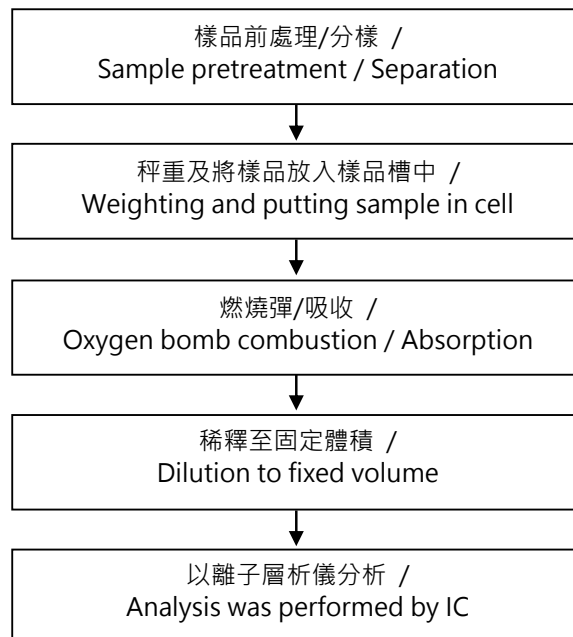 樣品前處理/分樣 /
Sample pretreatment / Separation
秤重及將樣品放入樣品槽中 /
Weighting and putting sample in cell
燃燒彈/吸收 /
Oxygen bomb combustion / Absorption
稀釋至固定體積 /
Dilution to fixed volume
以離子層析儀分析 /
Analysis was performed by IC